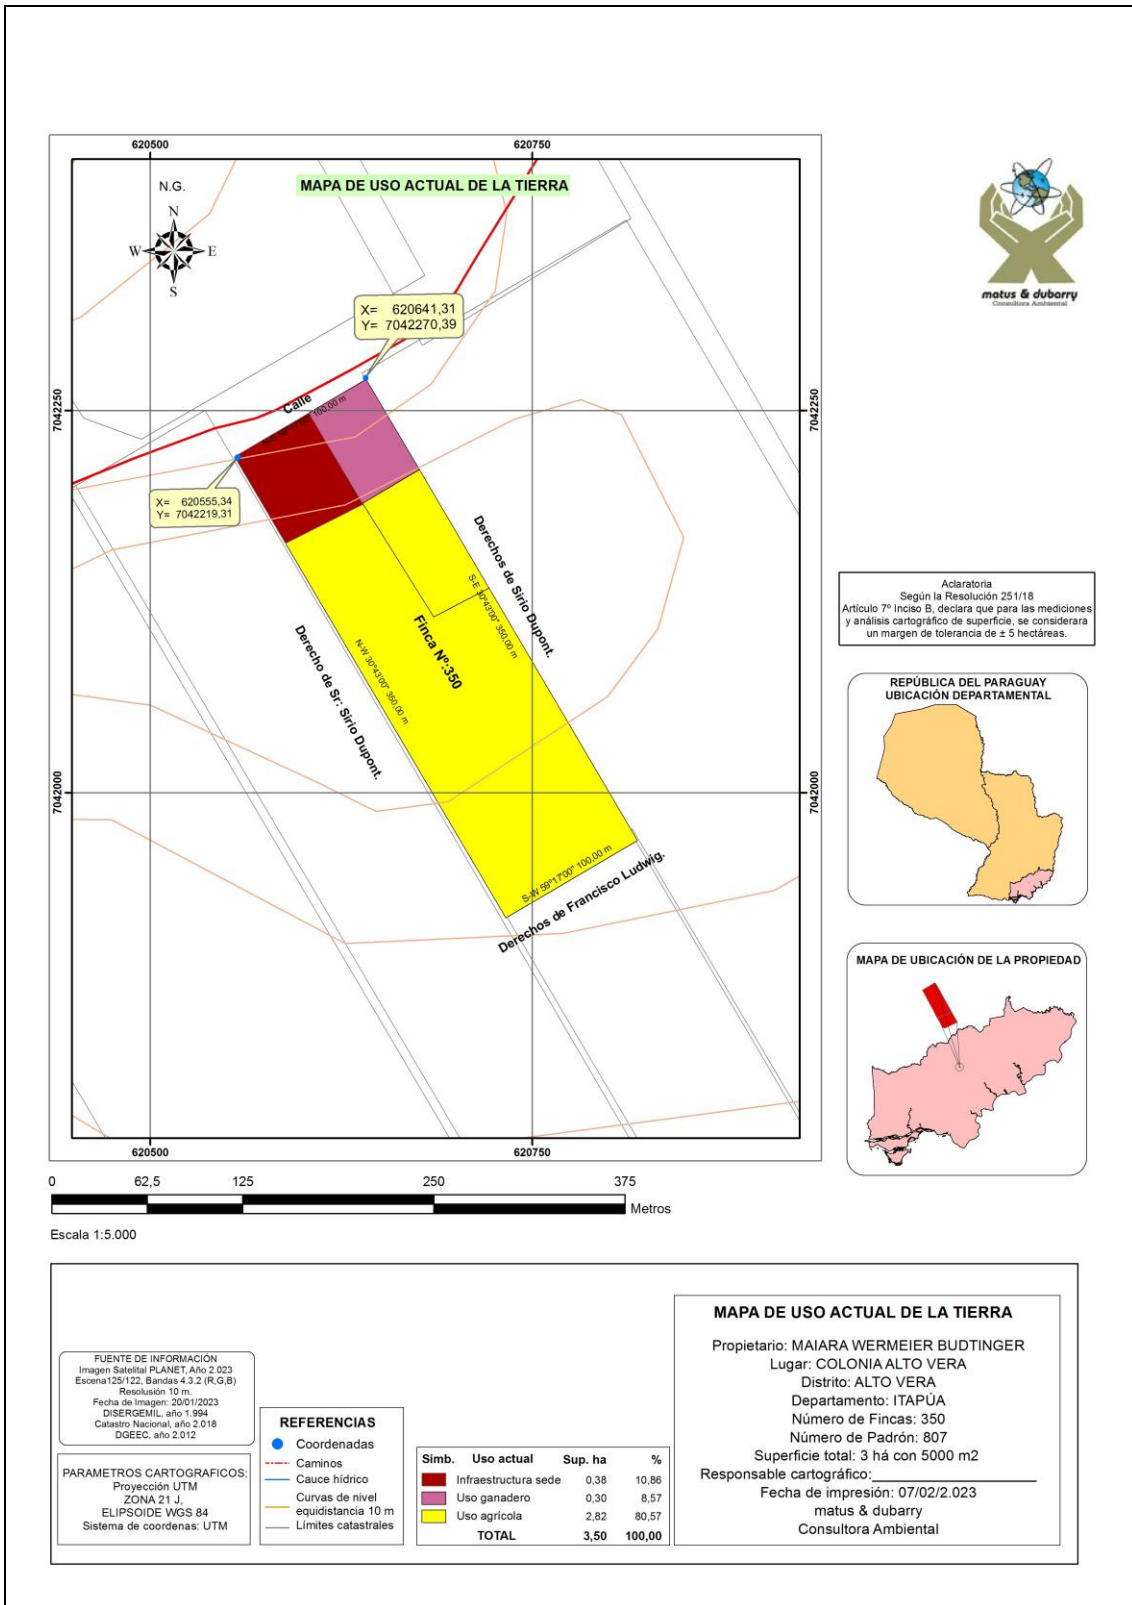 620500
620750
N.G.
MAPA DE USO ACTUAL DE LA TIERRA
N
W
E
S
X= 620641,31
Y= 7042270,39
matus & dubarry
Consultora Ambiental
7042250
7042250
Calle
100,00 m
X= 620555,34
Y= 7042219,31
Derechos de Sirio Dupont.
S-E 30º43'00" 350,00 m
Finca Nº:350
N-W 30º43'00" 350,00 m
Derecho de Sr: Sirio Dupont.
Aclaratoria
Según la Resolución 251/18
Artículo 7º Inciso B, declara que para las mediciones
y análisis cartográfico de superficie, se considerara
un margen de tolerancia de ± 5 hectáreas.
REPÚBLICA DEL PARAGUAY
UBICACIÓN DEPARTAMENTAL
7042000
7042000
S-W 59º17'00" 100,00 m
Derechos de Francisco Ludwig.
MAPA DE UBICACIÓN DE LA PROPIEDAD
620500
620750
0 62,5 125 250 375
Metros
Escala 1:5.000
FUENTE DE INFORMACIÓN
Imagen Satelital PLANET, Año 2.023
Escena125/122, Bandas 4.3.2 (R,G,B)
Resolución 10 m.
Fecha de Imagen: 20/01/2023
DISERGEMIL, año 1.994
Catastro Nacional, año 2.018
DGEEC, año 2.012
PARAMETROS CARTOGRAFICOS:
Proyección UTM
ZONA 21 J,
ELIPSOIDE WGS 84
Sistema de coordenas: UTM
REFERENCIAS
Coordenadas
Caminos
Cauce hídrico
Curvas de nivel
equidistancia 10 m
Límites catastrales
Simb. Uso actual Sup. ha %
Infraestructura sede 0,38 10,86
Uso ganadero 0,30 8,57
Uso agrícola 2,82 80,57
TOTAL 3,50 100,00
MAPA DE USO ACTUAL DE LA TIERRA
Propietario: MAIARA WERMEIER BUDTINGER
Lugar: COLONIA ALTO VERA
Distrito: ALTO VERA
Departamento: ITAPÚA
Número de Fincas: 350
Número de Padrón: 807
Superficie total: 3 há con 5000 m2
Responsable cartográfico:
Fecha de impresión: 07/02/2.023
matus & dubarry
Consultora Ambiental